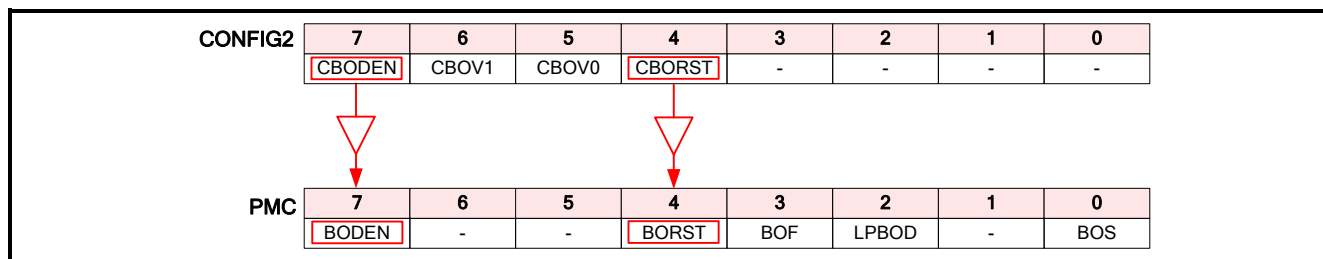 CONFIG2 7 6 5 4 3 2 1 0
CBODEN CBOV1 CBOV0 CBORST - - - -
PMC 7 6 5 4 3 2 1 0
BODEN - - BORST BOF LPBOD - BOS